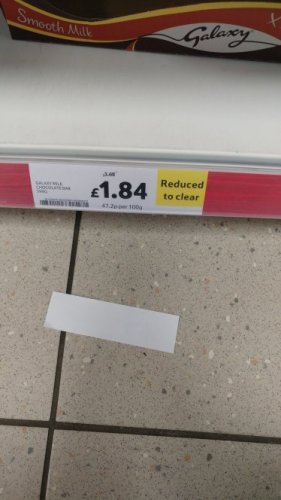 Smooth Milk
Galaxy
GALAXY MILK
CHOCOLATE BAR
£1.84
47.2p per 100g
Reduced
to clear